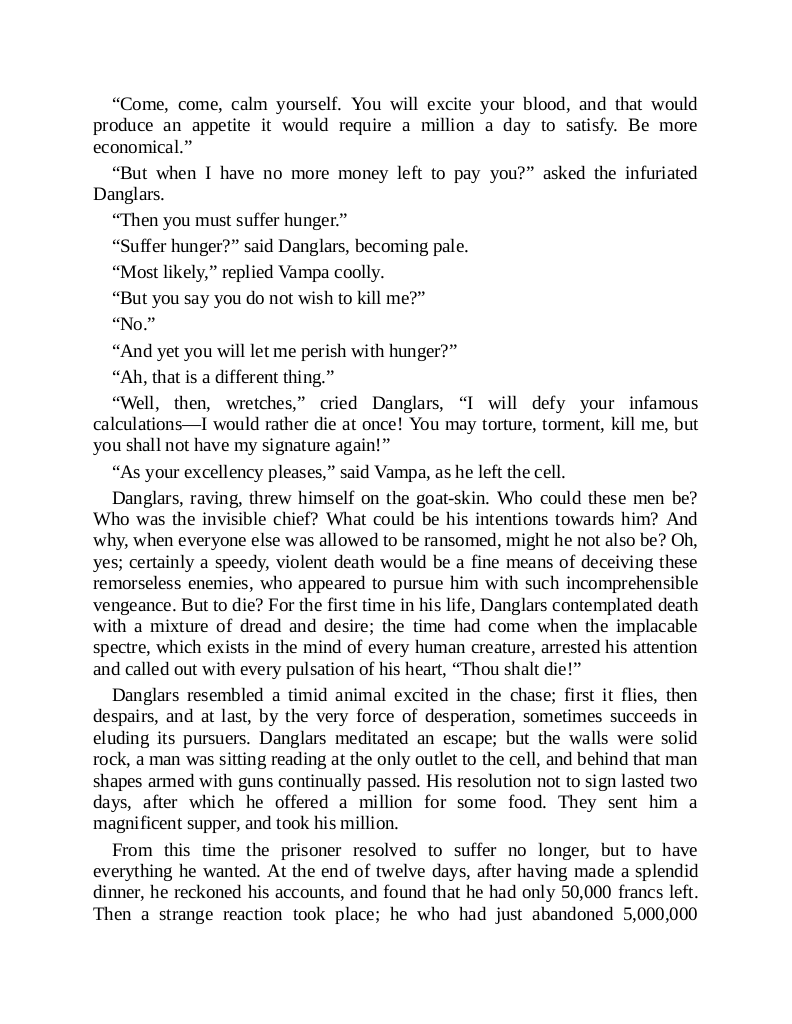 “Come, come, calm yourself. You will excite your blood, and that would
produce an appetite it would require a million a day to satisfy. Be more
economical.”
“But when I have no more money left to pay you?” asked the infuriated
Danglars.
“Then you must suffer hunger.”
“Suffer hunger?” said Danglars, becoming pale.
“Most likely,” replied Vampa coolly.
“But you say you do not wish to kill me?”
“No.”
“And yet you will let me perish with hunger?”
“Ah, that is a different thing.”
“Well, then, wretches,” cried Danglars, “I will defy your infamous
calculations—I would rather die at once! You may torture, torment, kill me, but
you shall not have my signature again!”
“As your excellency pleases,” said Vampa, as he left the cell.
Danglars, raving, threw himself on the goat-skin. Who could these men be?
Who was the invisible chief? What could be his intentions towards him? And
why, when everyone else was allowed to be ransomed, might he not also be? Oh,
yes; certainly a speedy, violent death would be a fine means of deceiving these
remorseless enemies, who appeared to pursue him with such incomprehensible
vengeance. But to die? For the first time in his life, Danglars contemplated death
with a mixture of dread and desire; the time had come when the implacable
spectre, which exists in the mind of every human creature, arrested his attention
and called out with every pulsation of his heart, “Thou shalt die!”
Danglars resembled a timid animal excited in the chase; first it flies, then
despairs, and at last, by the very force of desperation, sometimes succeeds in
eluding its pursuers. Danglars meditated an escape; but the walls were solid
rock, a man was sitting reading at the only outlet to the cell, and behind that man
shapes armed with guns continually passed. His resolution not to sign lasted two
days, after which he offered a million for some food. They sent him a
magnificent supper, and took his million.
From this time the prisoner resolved to suffer no longer, but to have
everything he wanted. At the end of twelve days, after having made a splendid
dinner, he reckoned his accounts, and found that he had only 50,000 francs left.
Then a strange reaction took place; he who had just abandoned 5,000,000